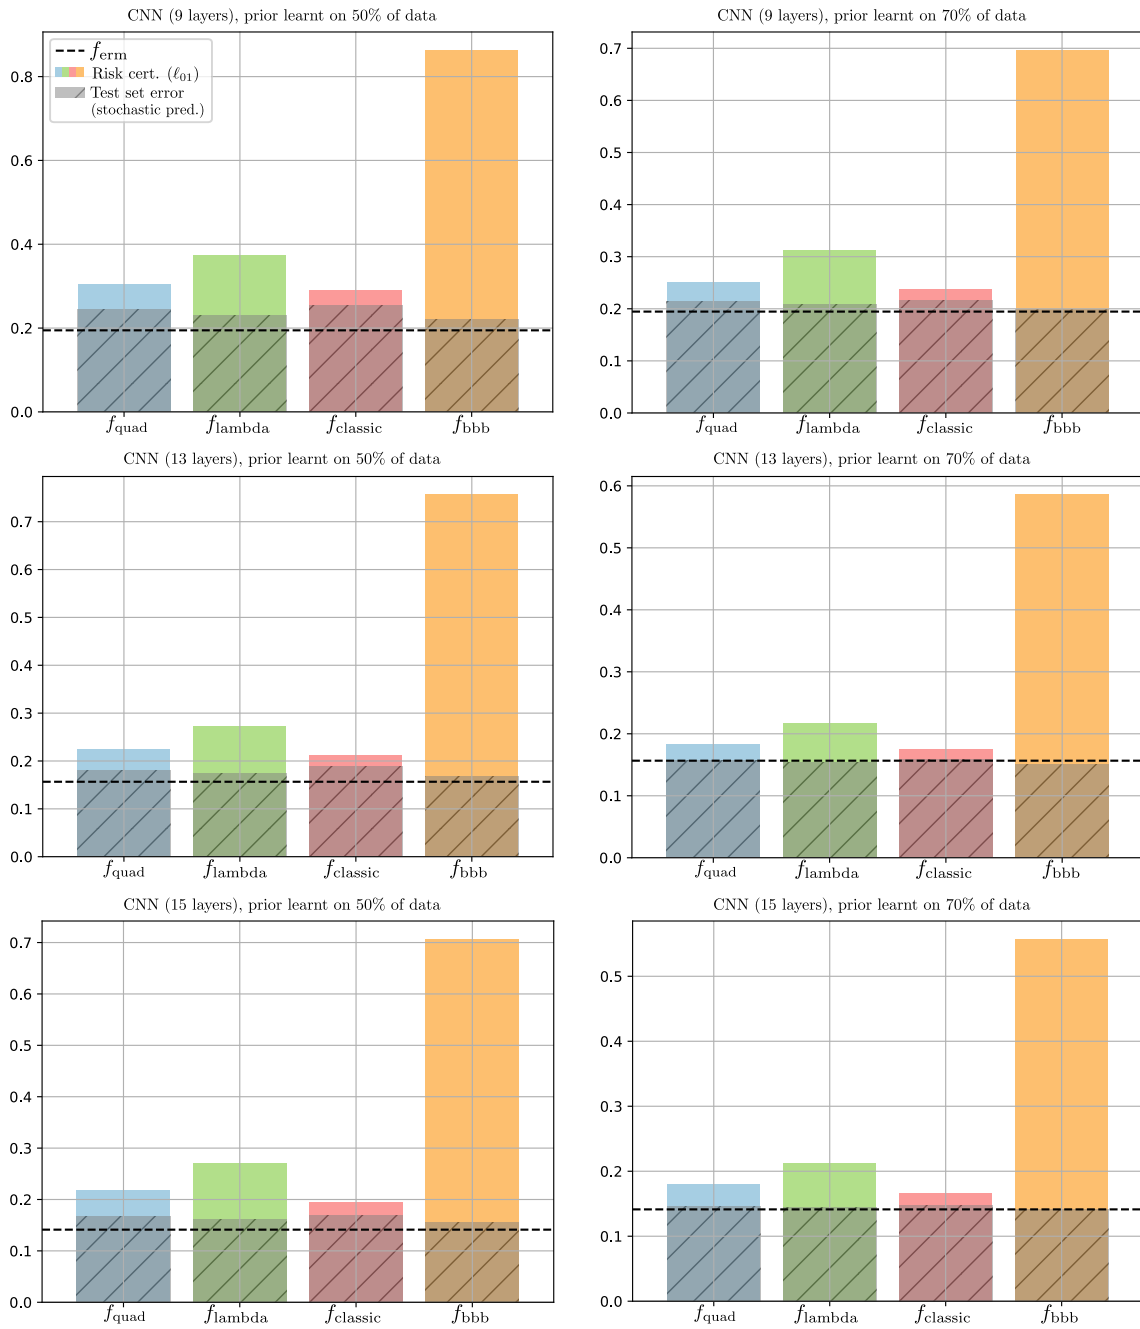 CNN (9 layers), prior learnt on 50% of data
f_erm
Risk cert. (ℓ_01)
Test set error
(stochastic pred.)
0.8
0.6
0.4
0.2
0.0
f_quad f_lambda f_classic f_bbb
CNN (9 layers), prior learnt on 70% of data
0.7
0.6
0.5
0.4
0.3
0.2
0.1
0.0
f_quad f_lambda f_classic f_bbb
CNN (13 layers), prior learnt on 50% of data
0.7
0.6
0.5
0.4
0.3
0.2
0.1
0.0
f_quad f_lambda f_classic f_bbb
CNN (13 layers), prior learnt on 70% of data
0.6
0.5
0.4
0.3
0.2
0.1
0.0
f_quad f_lambda f_classic f_bbb
CNN (15 layers), prior learnt on 50% of data
0.7
0.6
0.5
0.4
0.3
0.2
0.1
0.0
f_quad f_lambda f_classic f_bbb
CNN (15 layers), prior learnt on 70% of data
0.5
0.4
0.3
0.2
0.1
0.0
f_quad f_lambda f_classic f_bbb